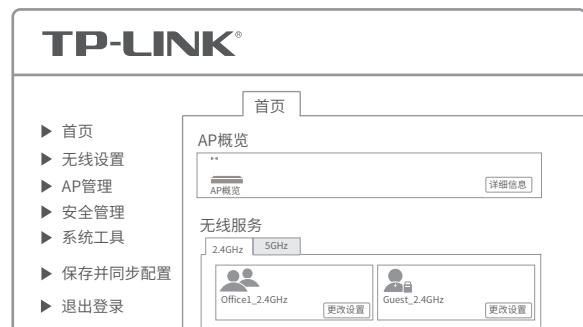 TP-LINK®
首页
首页
无线设置
AP管理
安全管理
系统工具
保存并同步配置
退出登录
AP概览
AP概览
详细信息
无线服务
2.4GHz 5GHz
Office1_2.4GHz
更改设置
Guest_2.4GHz
更改设置